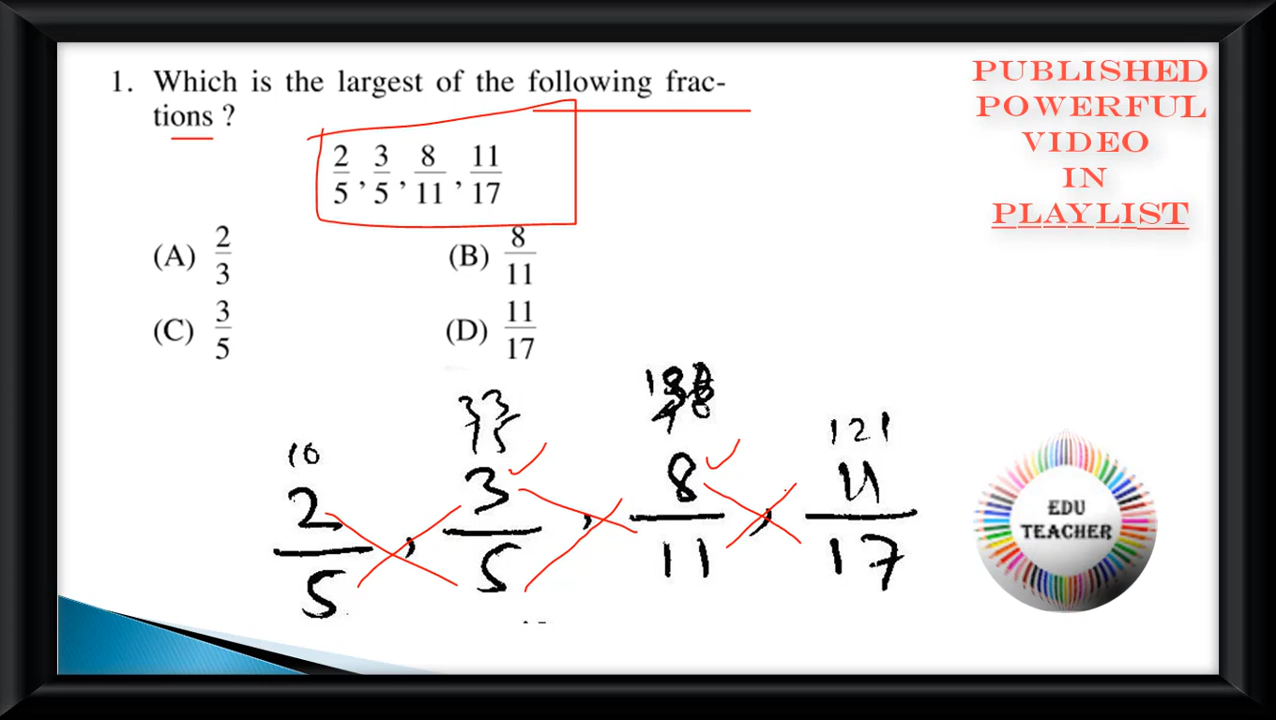 1. Which is the largest of the following frac-
tions ?
2/5, 3/5, 8/11, 11/17
(A) 2/3 (B) 8/11
(C) 3/5 (D) 11/17
PUBLISHED
POWERFUL
VIDEO
IN
PLAYLIST
10 121
2/5, 3/5, 8/11, 11/17
EDU
TEACHER